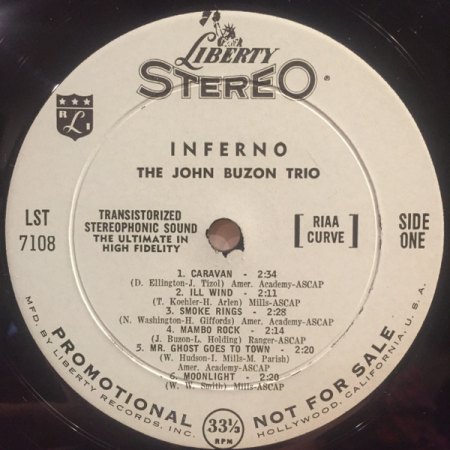 LIBERTY
STEREO®
RLI
INFERNO
THE JOHN BUZON TRIO
LST
7108
TRANSISTORIZED
STEREOPHONIC SOUND
THE ULTIMATE IN
HIGH FIDELITY
[ RIAA
CURVE ]
SIDE
ONE
1. CARAVAN - 2:34
(D. Ellington-J. Tizol) Amer. Academy-ASCAP
2. ILL WIND - 2:11
(T. Koehler-H. Arlen) Mills-ASCAP
3. SMOKE RINGS - 2:28
(N. Washington-H. Giffords) Amer. Academy-ASCAP
4. MAMBO ROCK - 2:14
(J. Buzon-L. Holding) Ranger-ASCAP
5. MR. GHOST GOES TO TOWN - 2:20
(W. Hudson-I. Mills-M. Parish)
Amer. Academy-ASCAP
6. MOONLIGHT - 2:20
(W. W. Smith) Mills-ASCAP
PROMOTIONAL NOT FOR SALE
MFD. BY LIBERTY RECORDS, INC. HOLLYWOOD, CALIFORNIA, U. S. A.
33 1/3
RPM